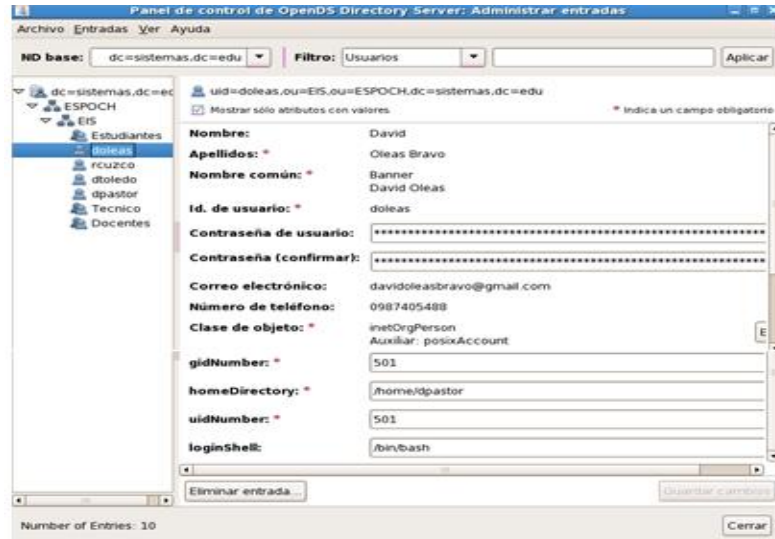 Panel de control de OpenDS Directory Server: Administrar entradas
Archivo Entradas Ver Ayuda
ND base: dc=sistemas,dc=edu Filtro: Usuarios Aplicar
dc=sistemas,dc=ec
ESPOCH
EIS
Estudiantes
doleas
rcuzco
dtoledo
dpastor
Tecnico
Docentes
uid=doleas,ou=EIS,ou=ESPOCH,dc=sistemas,dc=edu
Mostrar sólo atributos con valores * Indica un campo obligatorio
Nombre: David
Apellidos: * Oleas Bravo
Nombre común: * Banner
David Oleas
Id. de usuario: * doleas
Contraseña de usuario:
Contraseña (confirmar):
Correo electrónico: davidoleasbravo@gmail.com
Número de teléfono: 0987405488
Clase de objeto: * inetOrgPerson E
Auxiliar: posixAccount
gidNumber: * 501
homeDirectory: * /home/dpastor
uidNumber: * 501
loginShell: /bin/bash
Eliminar entrada... Guardar cambios
Number of Entries: 10 Cerrar